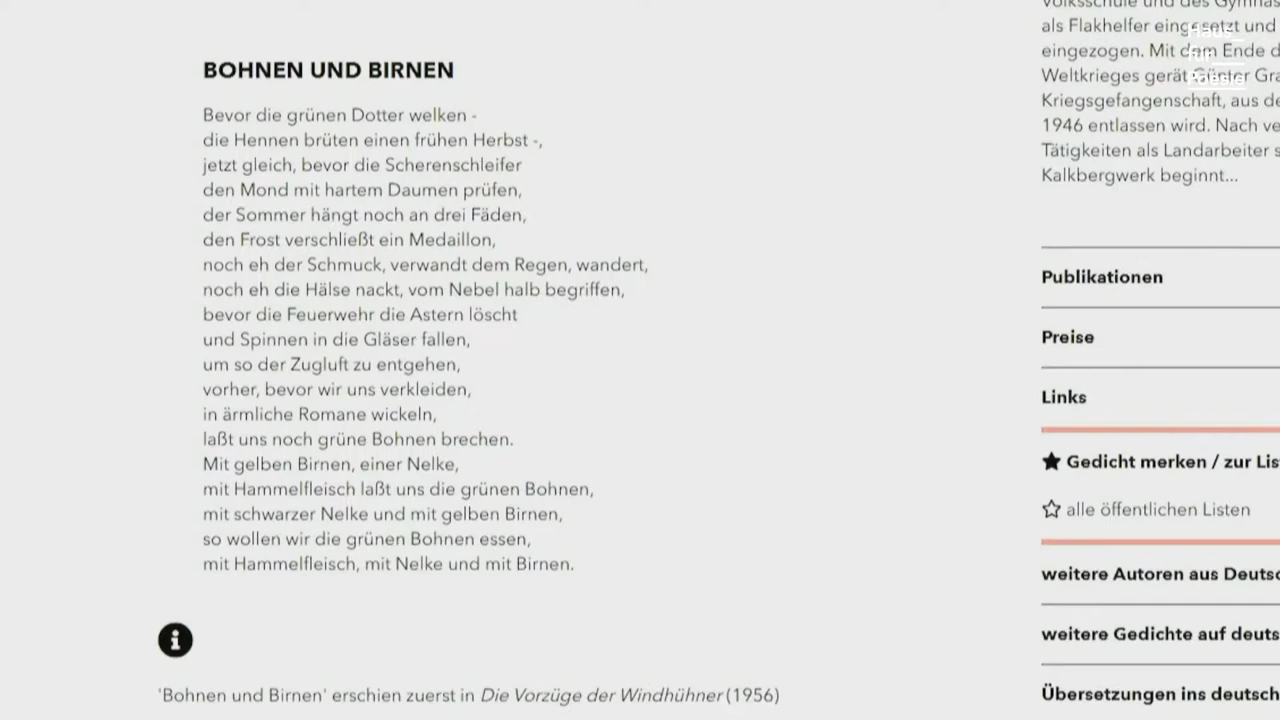 BOHNEN UND BIRNEN
Bevor die grünen Dotter welken -
die Hennen brüten einen frühen Herbst -,
jetzt gleich, bevor die Scherenschleifer
den Mond mit hartem Daumen prüfen,
der Sommer hängt noch an drei Fäden,
den Frost verschließt ein Medaillon,
noch eh der Schmuck, verwandt dem Regen, wandert,
noch eh die Hälse nackt, vom Nebel halb begriffen,
bevor die Feuerwehr die Astern löscht
und Spinnen in die Gläser fallen,
um so der Zugluft zu entgehen,
vorher, bevor wir uns verkleiden,
in ärmliche Romane wickeln,
laßt uns noch grüne Bohnen brechen.
Mit gelben Birnen, einer Nelke,
mit Hammelfleisch laßt uns die grünen Bohnen,
mit schwarzer Nelke und mit gelben Birnen,
so wollen wir die grünen Bohnen essen,
mit Hammelfleisch, mit Nelke und mit Birnen.
'Bohnen und Birnen' erschien zuerst in Die Vorzüge der Windhühner (1956)
Volksschule und des Gymnas
als Flakhelfer eingesetzt und
eingezogen. Mit dem Ende d
Weltkrieges gerät Günter Gra
Kriegsgefangenschaft, aus de
1946 entlassen wird. Nach ve
Tätigkeiten als Landarbeiter s
Kalkbergwerk beginnt...
Publikationen
Preise
Links
Gedicht merken / zur Lis
alle öffentlichen Listen
weitere Autoren aus Deutsc
weitere Gedichte auf deuts
Übersetzungen ins deutsch
Haus
für
Poesie